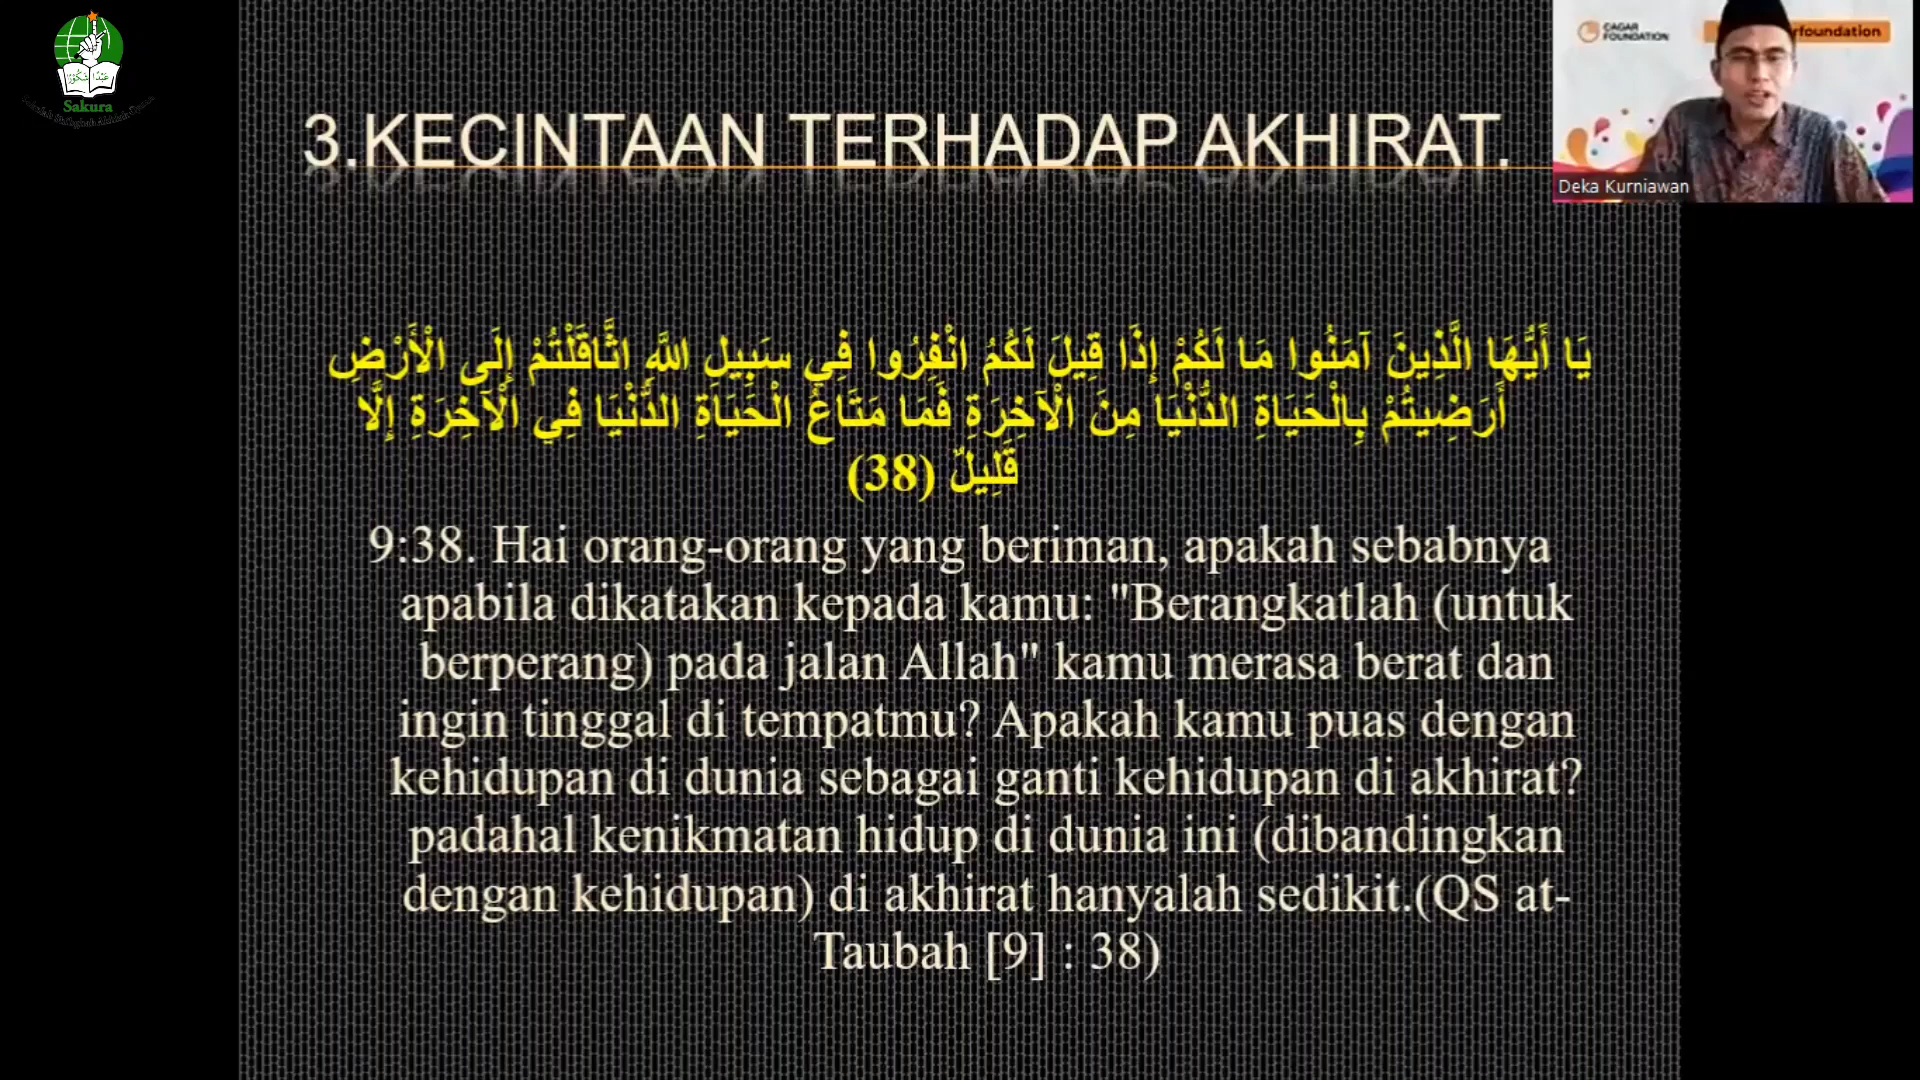 عَبْدًا شَكُورًا
Sakura
3.KECINTAAN TERHADAP AKHIRAT.
CAGAR
FOUNDATION
rfoundation
Deka Kurniawan
يَا أَيُّهَا الَّذِينَ آمَنُوا مَا لَكُمْ إِذَا قِيلَ لَكُمُ انْفِرُوا فِي سَبِيلِ اللَّهِ اثَّاقَلْتُمْ إِلَى الْأَرْضِ
أَرَضِيتُمْ بِالْحَيَاةِ الدُّنْيَا مِنَ الْآخِرَةِ فَمَا مَتَاعُ الْحَيَاةِ الدُّنْيَا فِي الْآخِرَةِ إِلَّا
قَلِيلٌ (38)
9:38. Hai orang-orang yang beriman, apakah sebabnya
apabila dikatakan kepada kamu: "Berangkatlah (untuk
berperang) pada jalan Allah" kamu merasa berat dan
ingin tinggal di tempatmu? Apakah kamu puas dengan
kehidupan di dunia sebagai ganti kehidupan di akhirat?
padahal kenikmatan hidup di dunia ini (dibandingkan
dengan kehidupan) di akhirat hanyalah sedikit.(QS at-
Taubah [9] : 38)